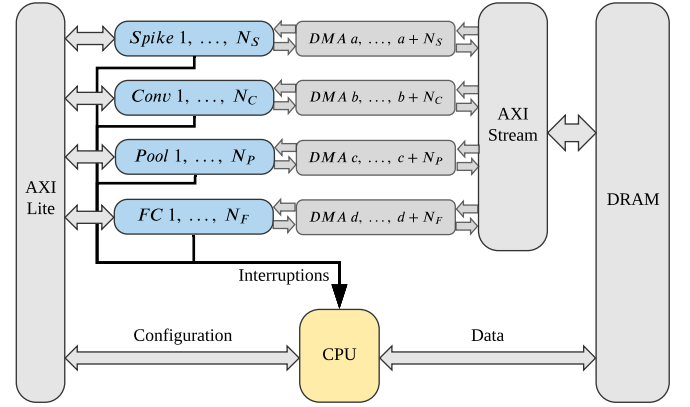 Spike 1, ..., N_S
DMA a, ..., a + N_S
Conv 1, ..., N_C
DMA b, ..., b + N_C
AXI
Stream
Pool 1, ..., N_P
DMA c, ..., c + N_P
AXI
Lite
DRAM
FC 1, ..., N_F
DMA d, ..., d + N_F
Interruptions
Configuration
CPU
Data